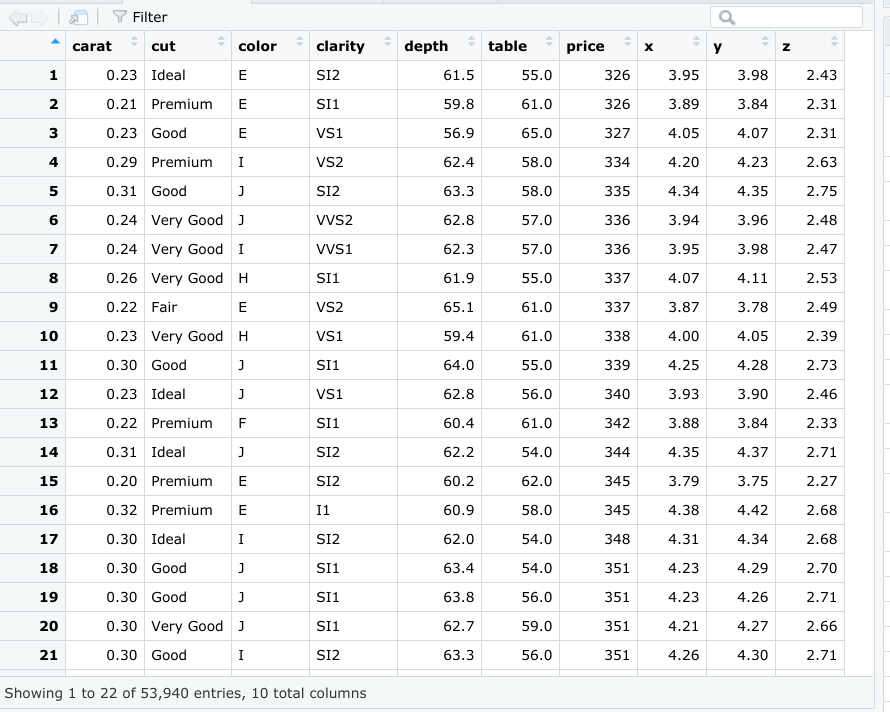 Filter
carat cut color clarity depth table price x y z
1 0.23 Ideal E SI2 61.5 55.0 326 3.95 3.98 2.43
2 0.21 Premium E SI1 59.8 61.0 326 3.89 3.84 2.31
3 0.23 Good E VS1 56.9 65.0 327 4.05 4.07 2.31
4 0.29 Premium I VS2 62.4 58.0 334 4.20 4.23 2.63
5 0.31 Good J SI2 63.3 58.0 335 4.34 4.35 2.75
6 0.24 Very Good J VVS2 62.8 57.0 336 3.94 3.96 2.48
7 0.24 Very Good I VVS1 62.3 57.0 336 3.95 3.98 2.47
8 0.26 Very Good H SI1 61.9 55.0 337 4.07 4.11 2.53
9 0.22 Fair E VS2 65.1 61.0 337 3.87 3.78 2.49
10 0.23 Very Good H VS1 59.4 61.0 338 4.00 4.05 2.39
11 0.30 Good J SI1 64.0 55.0 339 4.25 4.28 2.73
12 0.23 Ideal J VS1 62.8 56.0 340 3.93 3.90 2.46
13 0.22 Premium F SI1 60.4 61.0 342 3.88 3.84 2.33
14 0.31 Ideal J SI2 62.2 54.0 344 4.35 4.37 2.71
15 0.20 Premium E SI2 60.2 62.0 345 3.79 3.75 2.27
16 0.32 Premium E I1 60.9 58.0 345 4.38 4.42 2.68
17 0.30 Ideal I SI2 62.0 54.0 348 4.31 4.34 2.68
18 0.30 Good J SI1 63.4 54.0 351 4.23 4.29 2.70
19 0.30 Good J SI1 63.8 56.0 351 4.23 4.26 2.71
20 0.30 Very Good J SI1 62.7 59.0 351 4.21 4.27 2.66
21 0.30 Good I SI2 63.3 56.0 351 4.26 4.30 2.71
Showing 1 to 22 of 53,940 entries, 10 total columns